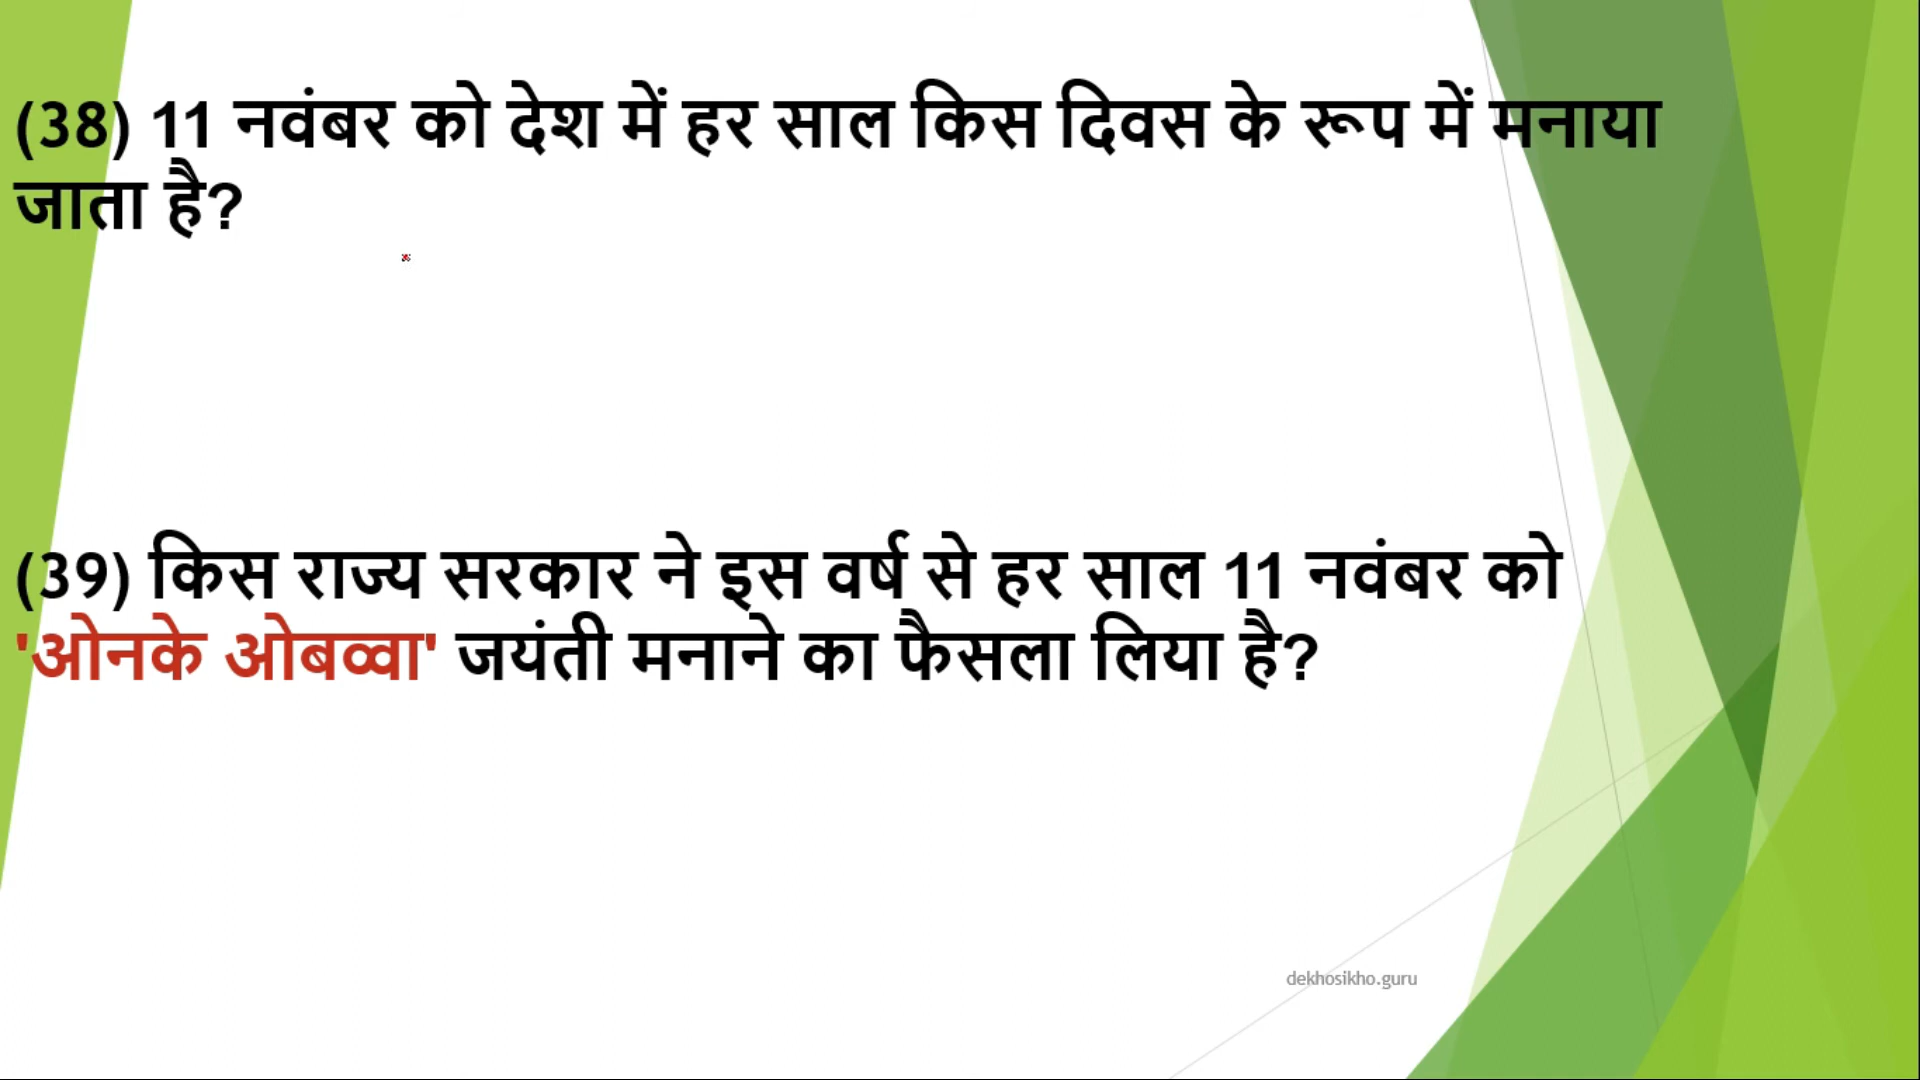 (38) 11 नवंबर को देश में हर साल किस दिवस के रूप में मनाया
जाता है?
(39) किस राज्य सरकार ने इस वर्ष से हर साल 11 नवंबर को
'ओनके ओबव्वा' जयंती मनाने का फैसला लिया है?
dekhosikho.guru